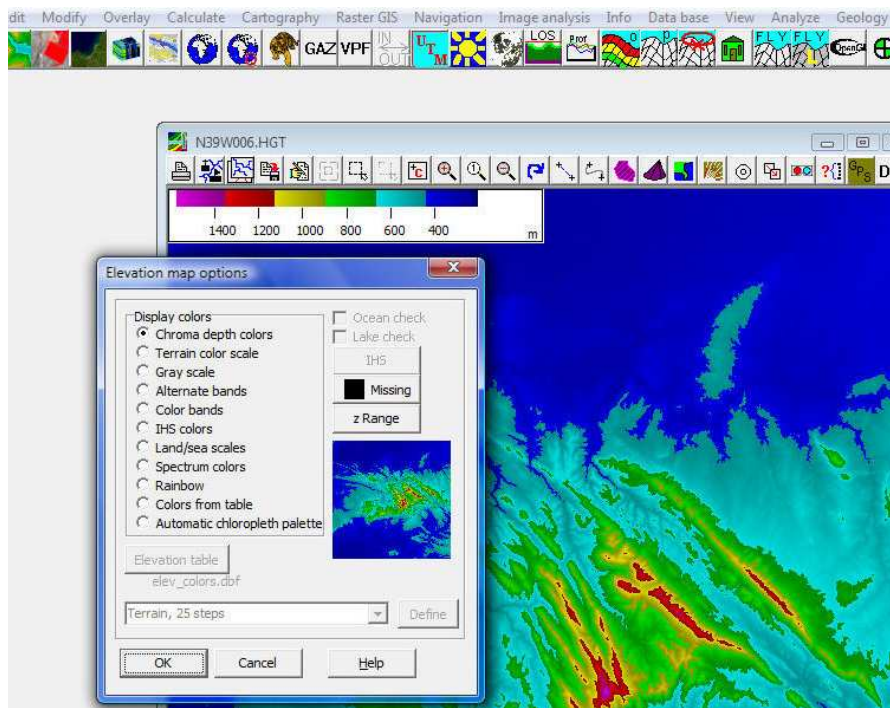 dit Modify Overlay Calculate Cartography Raster GIS Navigation Image analysis Info Data base View Analyze Geology
GAZ VPF IN OUT UTM LOS Prof O P FLY FLY L OpenGl
N39W006.HGT
C 1 ?{} GPS D
1400 1200 1000 800 600 400 m
Elevation map options
Display colors
Chroma depth colors
Terrain color scale
Gray scale
Alternate bands
Color bands
IHS colors
Land/sea scales
Spectrum colors
Rainbow
Colors from table
Automatic chloropleth palette
Ocean check
Lake check
IHS
Missing
z Range
Elevation table
elev_colors.dbf
Terrain, 25 steps
Define
OK Cancel Help